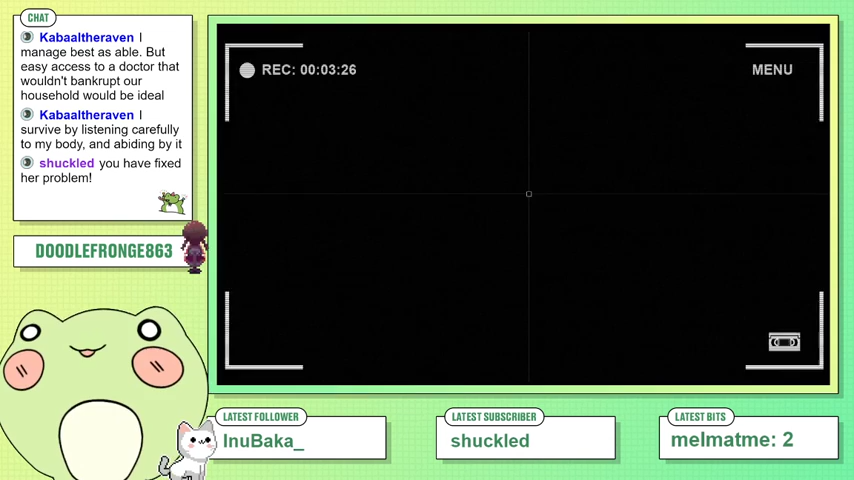 CHAT
Kabaaltheraven I
manage best as able. But
easy access to a doctor that
wouldn't bankrupt our
household would be ideal
Kabaaltheraven I
survive by listening carefully
to my body, and abiding by it
shuckled you have fixed
her problem!
DOODLEFRONGE863
REC: 00:03:26
MENU
LATEST FOLLOWER
InuBaka_
LATEST SUBSCRIBER
shuckled
LATEST BITS
melmatme: 2